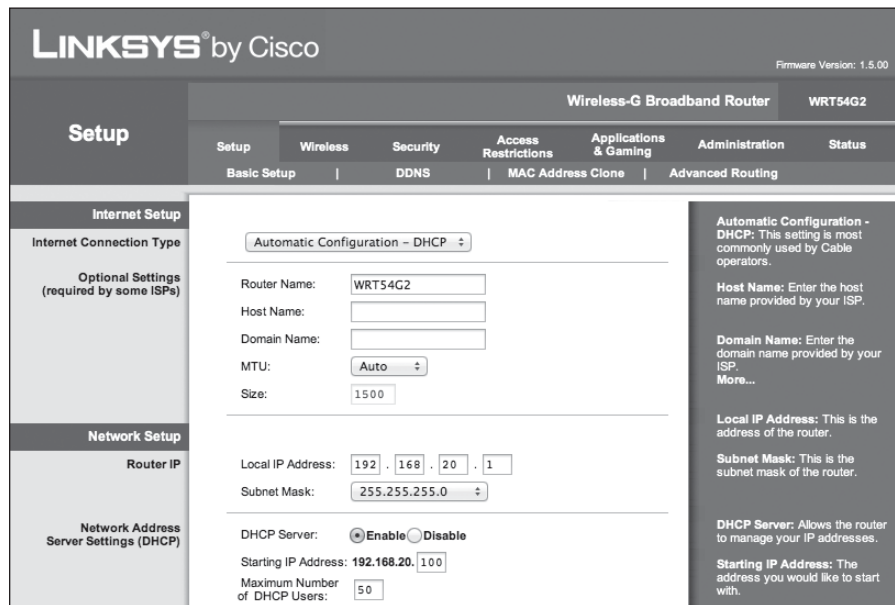 LINKSYS® by Cisco
Firmware Version: 1.5.00
Wireless-G Broadband Router WRT54G2
Setup
Setup Wireless Security Access Restrictions Applications & Gaming Administration Status
Basic Setup | DDNS | MAC Address Clone | Advanced Routing
Internet Setup
Internet Connection Type
Automatic Configuration – DHCP
Optional Settings
(required by some ISPs)
Router Name: WRT54G2
Host Name:
Domain Name:
MTU: Auto
Size: 1500
Network Setup
Router IP
Local IP Address: 192 . 168 . 20 . 1
Subnet Mask: 255.255.255.0
Network Address
Server Settings (DHCP)
DHCP Server: Enable Disable
Starting IP Address: 192.168.20. 100
Maximum Number
of DHCP Users: 50
Automatic Configuration -
DHCP: This setting is most
commonly used by Cable
operators.
Host Name: Enter the host
name provided by your ISP.
Domain Name: Enter the
domain name provided by your
ISP.
More...
Local IP Address: This is the
address of the router.
Subnet Mask: This is the
subnet mask of the router.
DHCP Server: Allows the router
to manage your IP addresses.
Starting IP Address: The
address you would like to start
with.